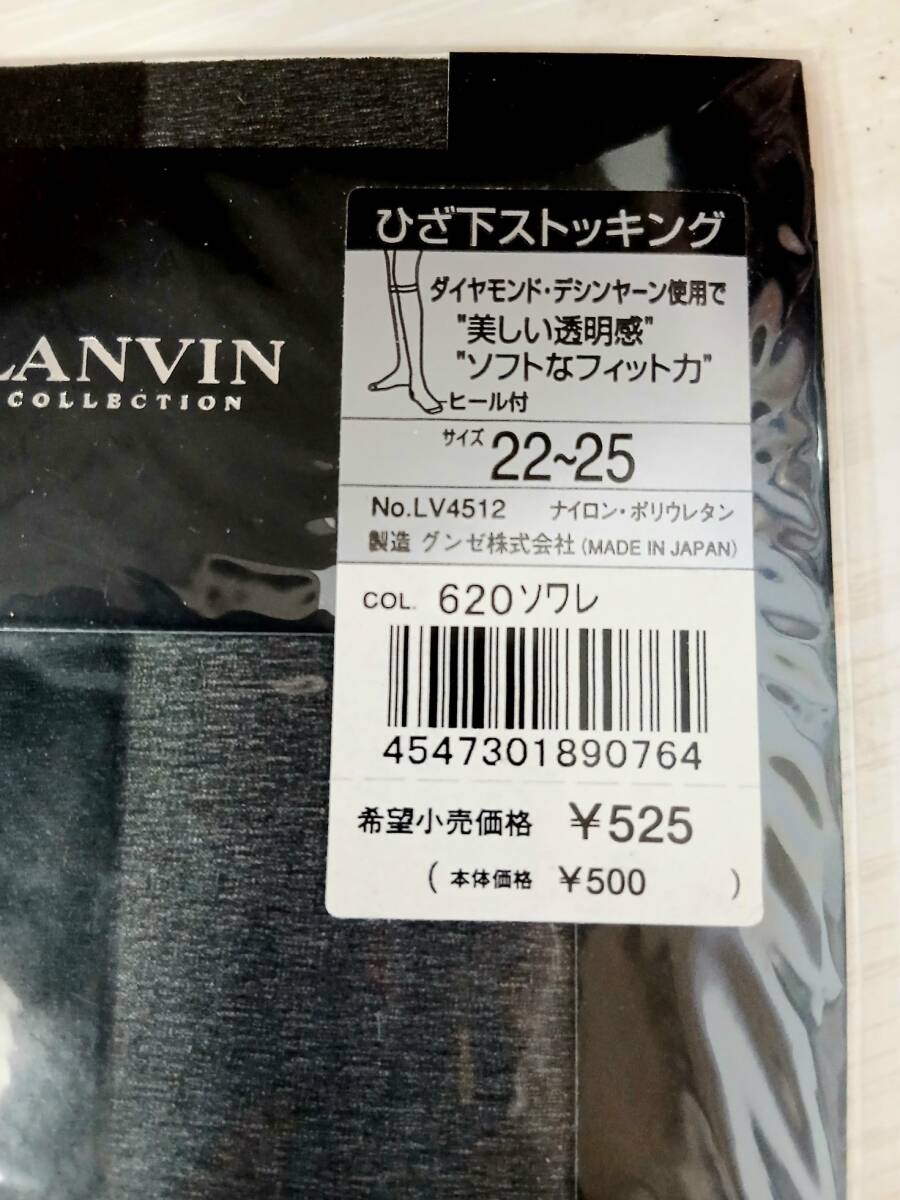 LANVIN
COLLECTION
ひざ下ストッキング
ダイヤモンド・デシンヤーン使用で
"美しい透明感"
"ソフトなフィット力"
ヒール付
サイズ 22~25
No.LV4512 ナイロン・ポリウレタン
製造 グンゼ株式会社 (MADE IN JAPAN)
COL. 620ソワレ
4547301890764
希望小売価格 ¥525
( 本体価格 ¥500 )